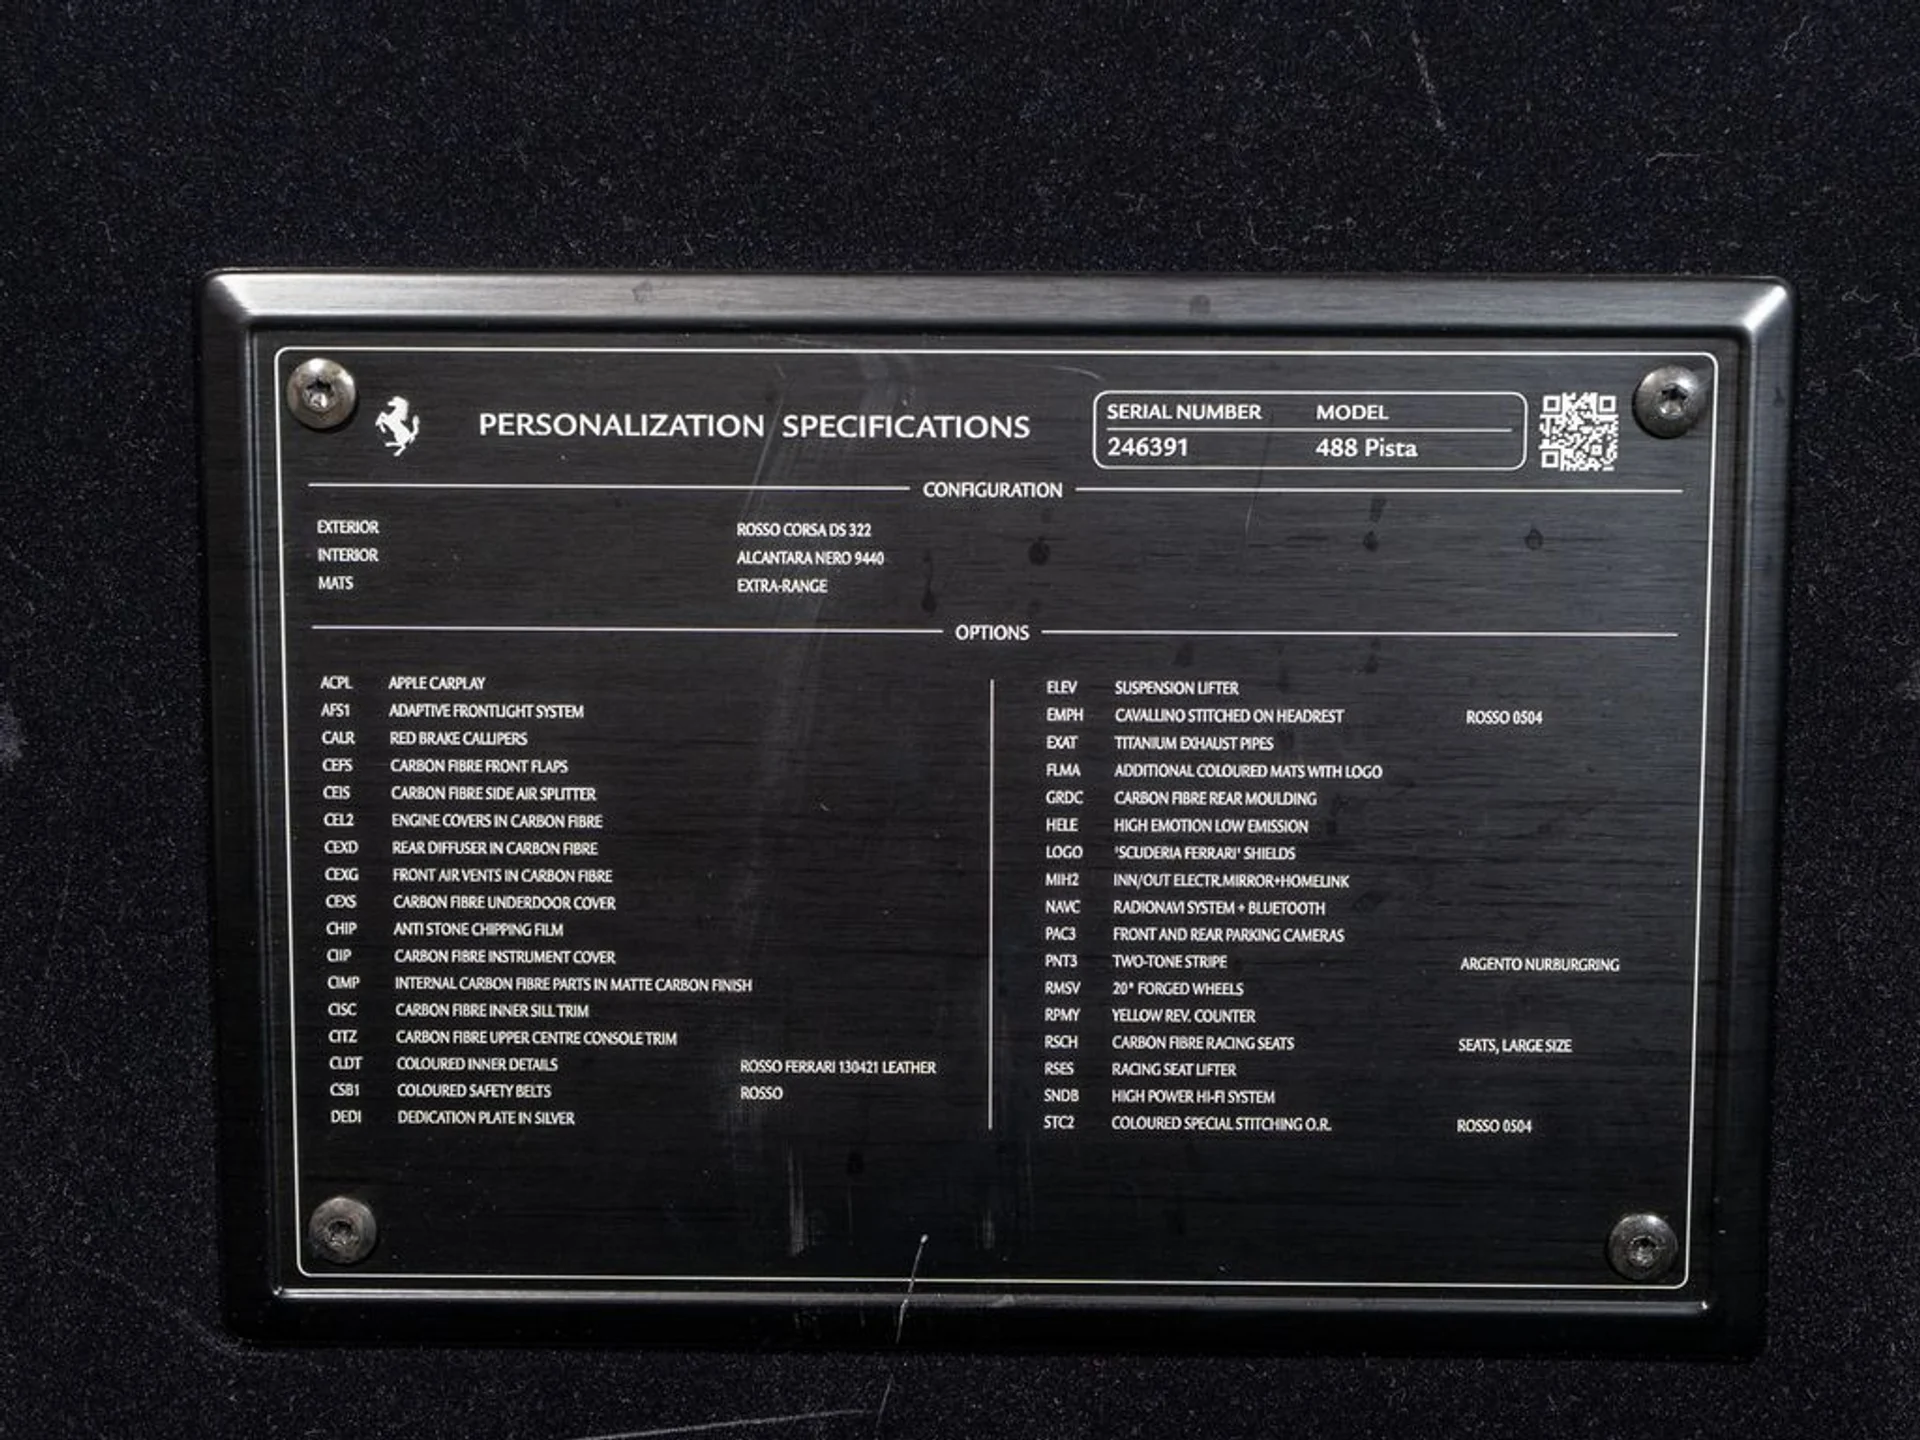 PERSONALIZATION SPECIFICATIONS
SERIAL NUMBER MODEL
246391 488 Pista
CONFIGURATION
EXTERIOR ROSSO CORSA DS 322
INTERIOR ALCANTARA NERO 9440
MATS EXTRA-RANGE
OPTIONS
ACPL APPLE CARPLAY
AFS1 ADAPTIVE FRONTLIGHT SYSTEM
CALR RED BRAKE CALLIPERS
CEFS CARBON FIBRE FRONT FLAPS
CEIS CARBON FIBRE SIDE AIR SPLITTER
CEL2 ENGINE COVERS IN CARBON FIBRE
CEXD REAR DIFFUSER IN CARBON FIBRE
CEXG FRONT AIR VENTS IN CARBON FIBRE
CEXS CARBON FIBRE UNDERDOOR COVER
CHIP ANTI STONE CHIPPING FILM
CIIP CARBON FIBRE INSTRUMENT COVER
CIMP INTERNAL CARBON FIBRE PARTS IN MATTE CARBON FINISH
CISC CARBON FIBRE INNER SILL TRIM
CITZ CARBON FIBRE UPPER CENTRE CONSOLE TRIM
CLDT COLOURED INNER DETAILS ROSSO FERRARI 130421 LEATHER
CSB1 COLOURED SAFETY BELTS ROSSO
DEDI DEDICATION PLATE IN SILVER
ELEV SUSPENSION LIFTER
EMPH CAVALLINO STITCHED ON HEADREST ROSSO 0504
EXAT TITANIUM EXHAUST PIPES
FLMA ADDITIONAL COLOURED MATS WITH LOGO
GRDC CARBON FIBRE REAR MOULDING
HELE HIGH EMOTION LOW EMISSION
LOGO 'SCUDERIA FERRARI' SHIELDS
MIH2 INN/OUT ELECTR.MIRROR+HOMELINK
NAVC RADIONAVI SYSTEM + BLUETOOTH
PAC3 FRONT AND REAR PARKING CAMERAS
PNT3 TWO-TONE STRIPE ARGENTO NURBURGRING
RMSV 20" FORGED WHEELS
RPMY YELLOW REV. COUNTER
RSCH CARBON FIBRE RACING SEATS SEATS, LARGE SIZE
RSES RACING SEAT LIFTER
SNDB HIGH POWER HI-FI SYSTEM
STC2 COLOURED SPECIAL STITCHING O.R. ROSSO 0504